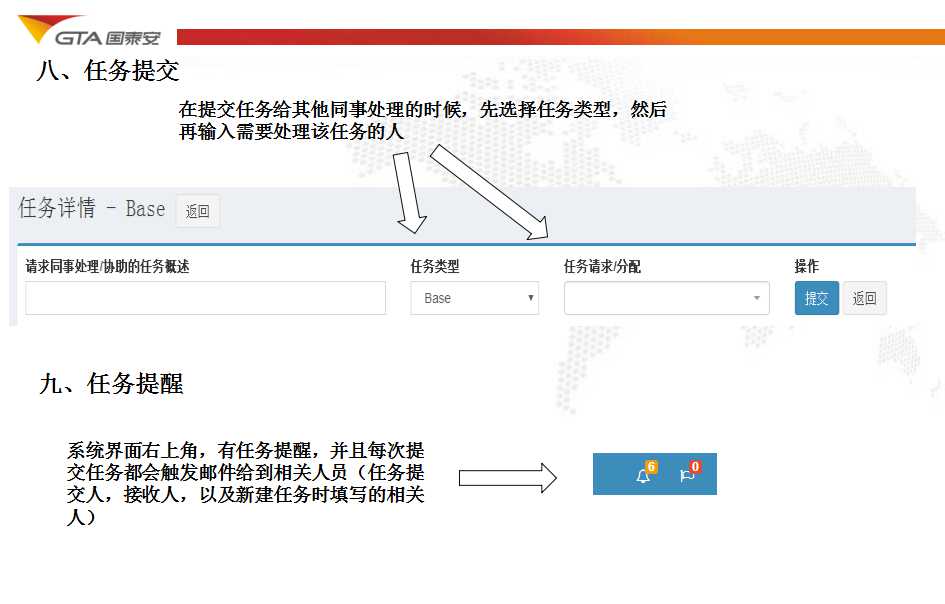 GTA 国泰安
八、任务提交
在提交任务给其他同事处理的时候，先选择任务类型，然后
再输入需要处理该任务的人
任务详情 - Base 返回
请求同事处理/协助的任务概述 任务类型 任务请求/分配 操作
Base 提交 返回
九、任务提醒
系统界面右上角，有任务提醒，并且每次提
交任务都会触发邮件给到相关人员（任务提
交人，接收人，以及新建任务时填写的相关
人）
6 0